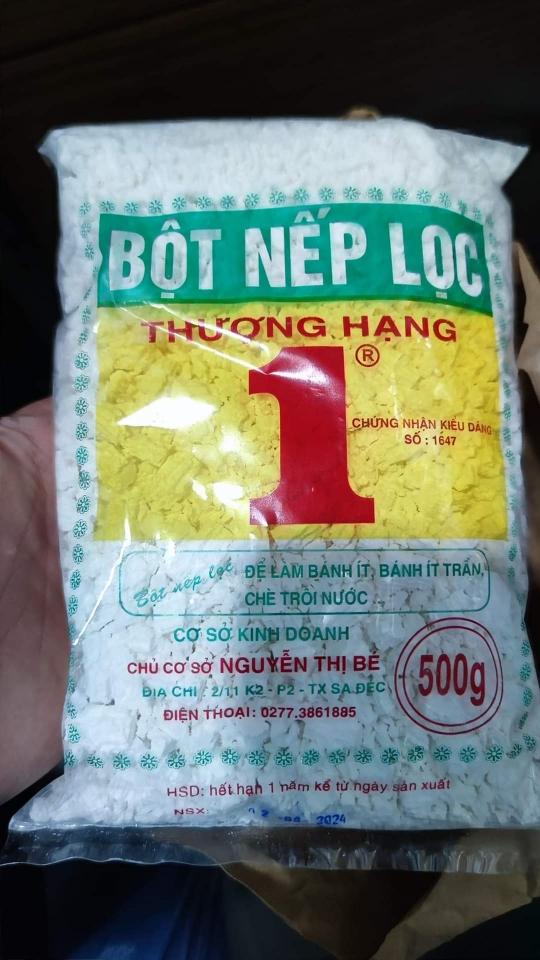 BỘT NẾP LỌC
THƯỢNG HẠNG
1®
CHỨNG NHẬN KIỂU DÁNG
SỐ : 1647
Bột nếp lọc ĐỂ LÀM BÁNH ÍT, BÁNH ÍT TRẦN,
CHÈ TRÔI NƯỚC ...
CƠ SỞ KINH DOANH
CHỦ CƠ SỞ NGUYỄN THỊ BÉ
ĐỊA CHỈ : 2/11 K2 - P2 - TX SA ĐÉC
ĐIỆN THOẠI: 0277.3861885
500g
HSD: hết hạn 1 năm kể từ ngày sản xuất
NSX: 2024